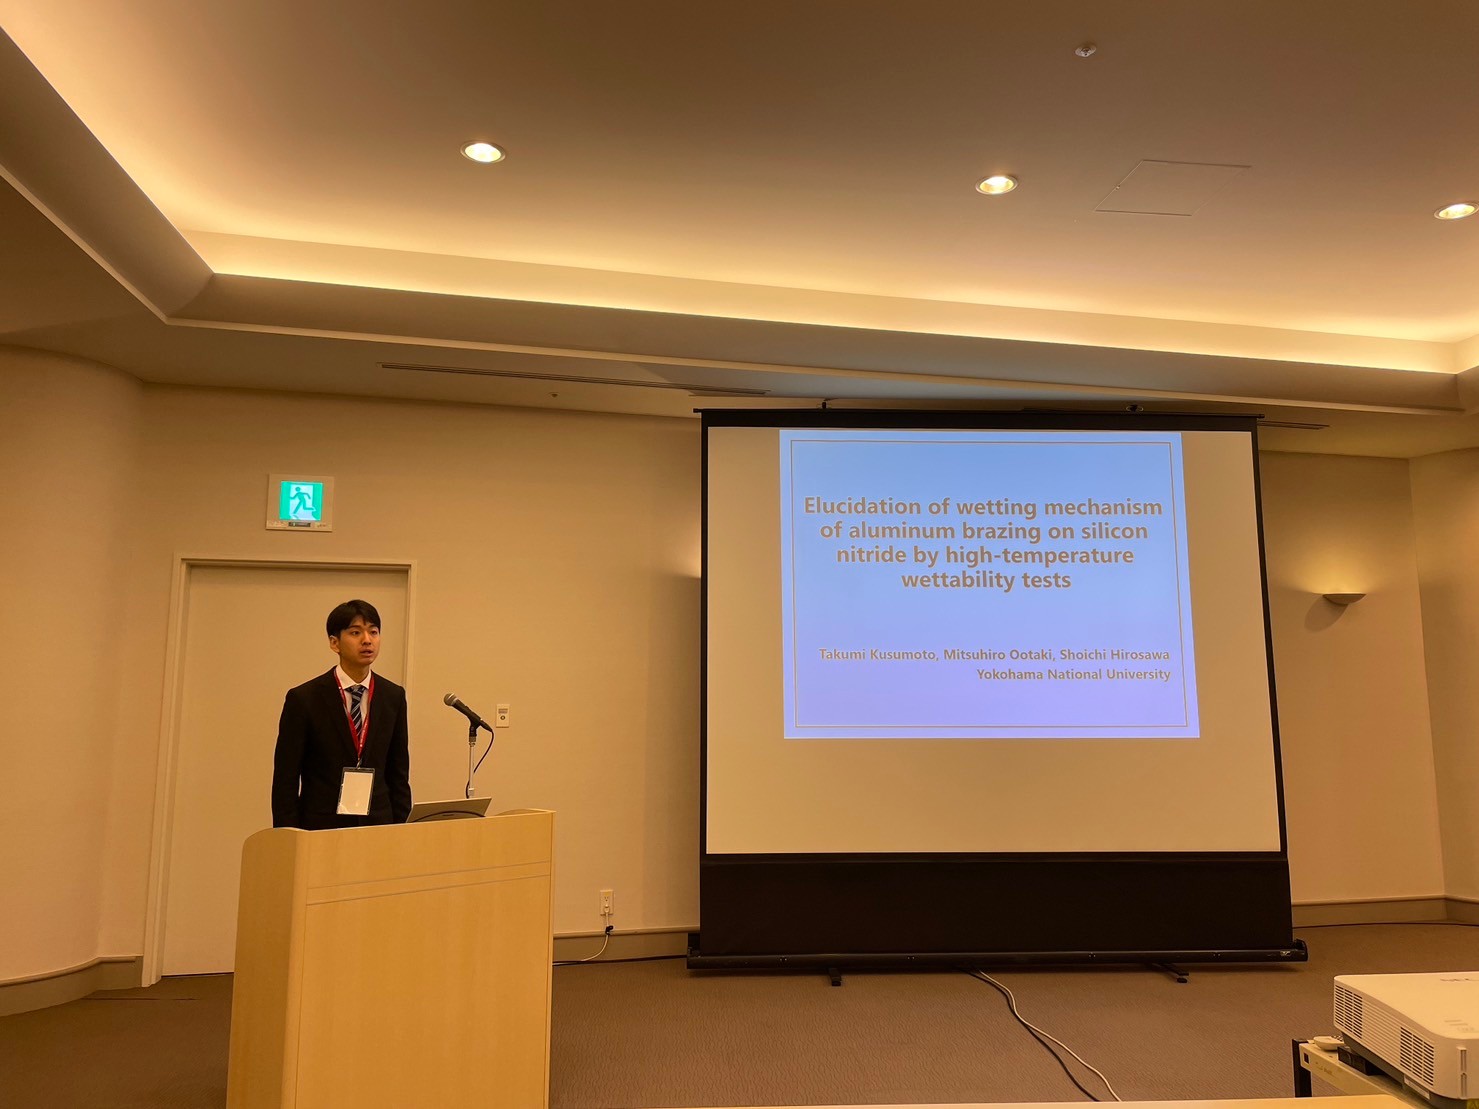 Elucidation of wetting mechanism
of aluminum brazing on silicon
nitride by high-temperature
wettability tests
Takumi Kusumoto, Mitsuhiro Ootaki, Shoichi Hirosawa
Yokohama National University